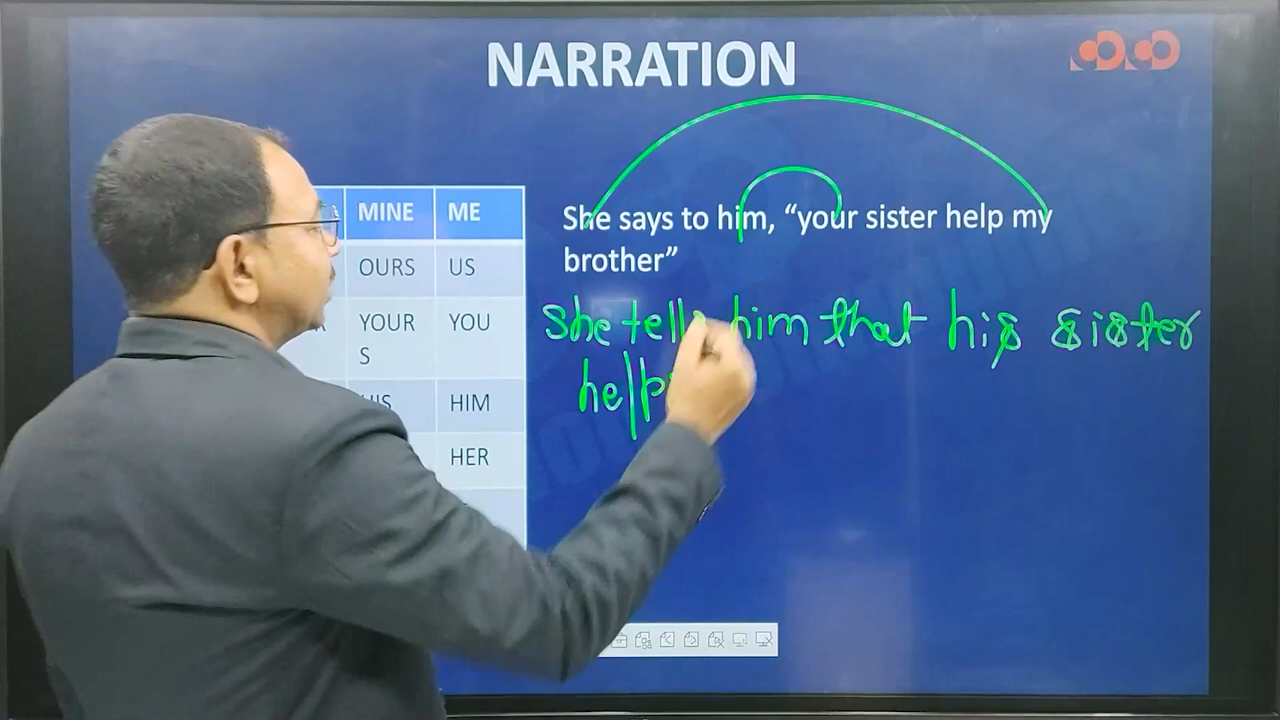 NARRATION
MINE ME
OURS US
YOUR YOU
S
HIS HIM
HER
She says to him, “your sister help my
brother”
She tells him that his sister
help